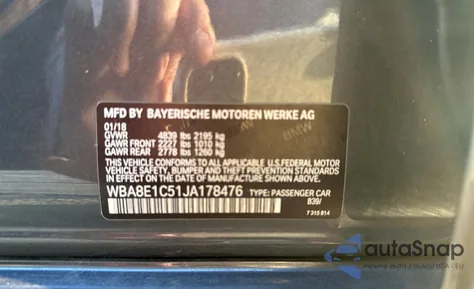 MFD BY BAYERISCHE MOTOREN WERKE AG
01/18
GVWR 4839 lbs 2195 kg
GAWR FRONT 2227 lbs 1010 kg
GAWR REAR 2778 lbs 1260 kg
THIS VEHICLE CONFORMS TO ALL APPLICABLE U.S. FEDERAL MOTOR
VEHICLE SAFETY, BUMPER, AND THEFT PREVENTION STANDARDS IN
EFFECT ON THE DATE OF MANUFACTURE SHOWN ABOVE.
WBA8E1C51JA178476 TYPE: PASSENGER CAR
839/
7 315 814
autoSnap